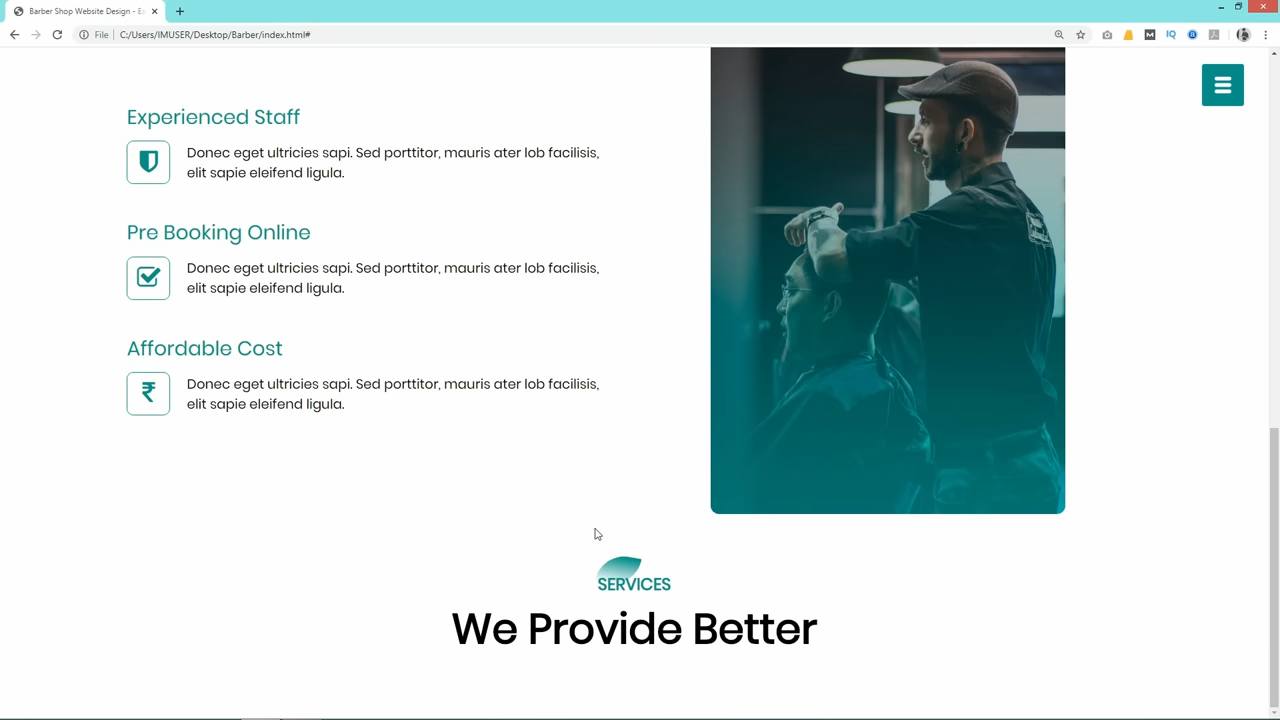 Barber Shop Website Design - Ea
File
C:/Users/IMUSER/Desktop/Barber/index.html#
IQ
Experienced Staff
Donec eget ultricies sapi. Sed porttitor, mauris ater lob facilisis,
elit sapie eleifend ligula.
Pre Booking Online
Donec eget ultricies sapi. Sed porttitor, mauris ater lob facilisis,
elit sapie eleifend ligula.
Affordable Cost
₹
Donec eget ultricies sapi. Sed porttitor, mauris ater lob facilisis,
elit sapie eleifend ligula.
SERVICES
We Provide Better